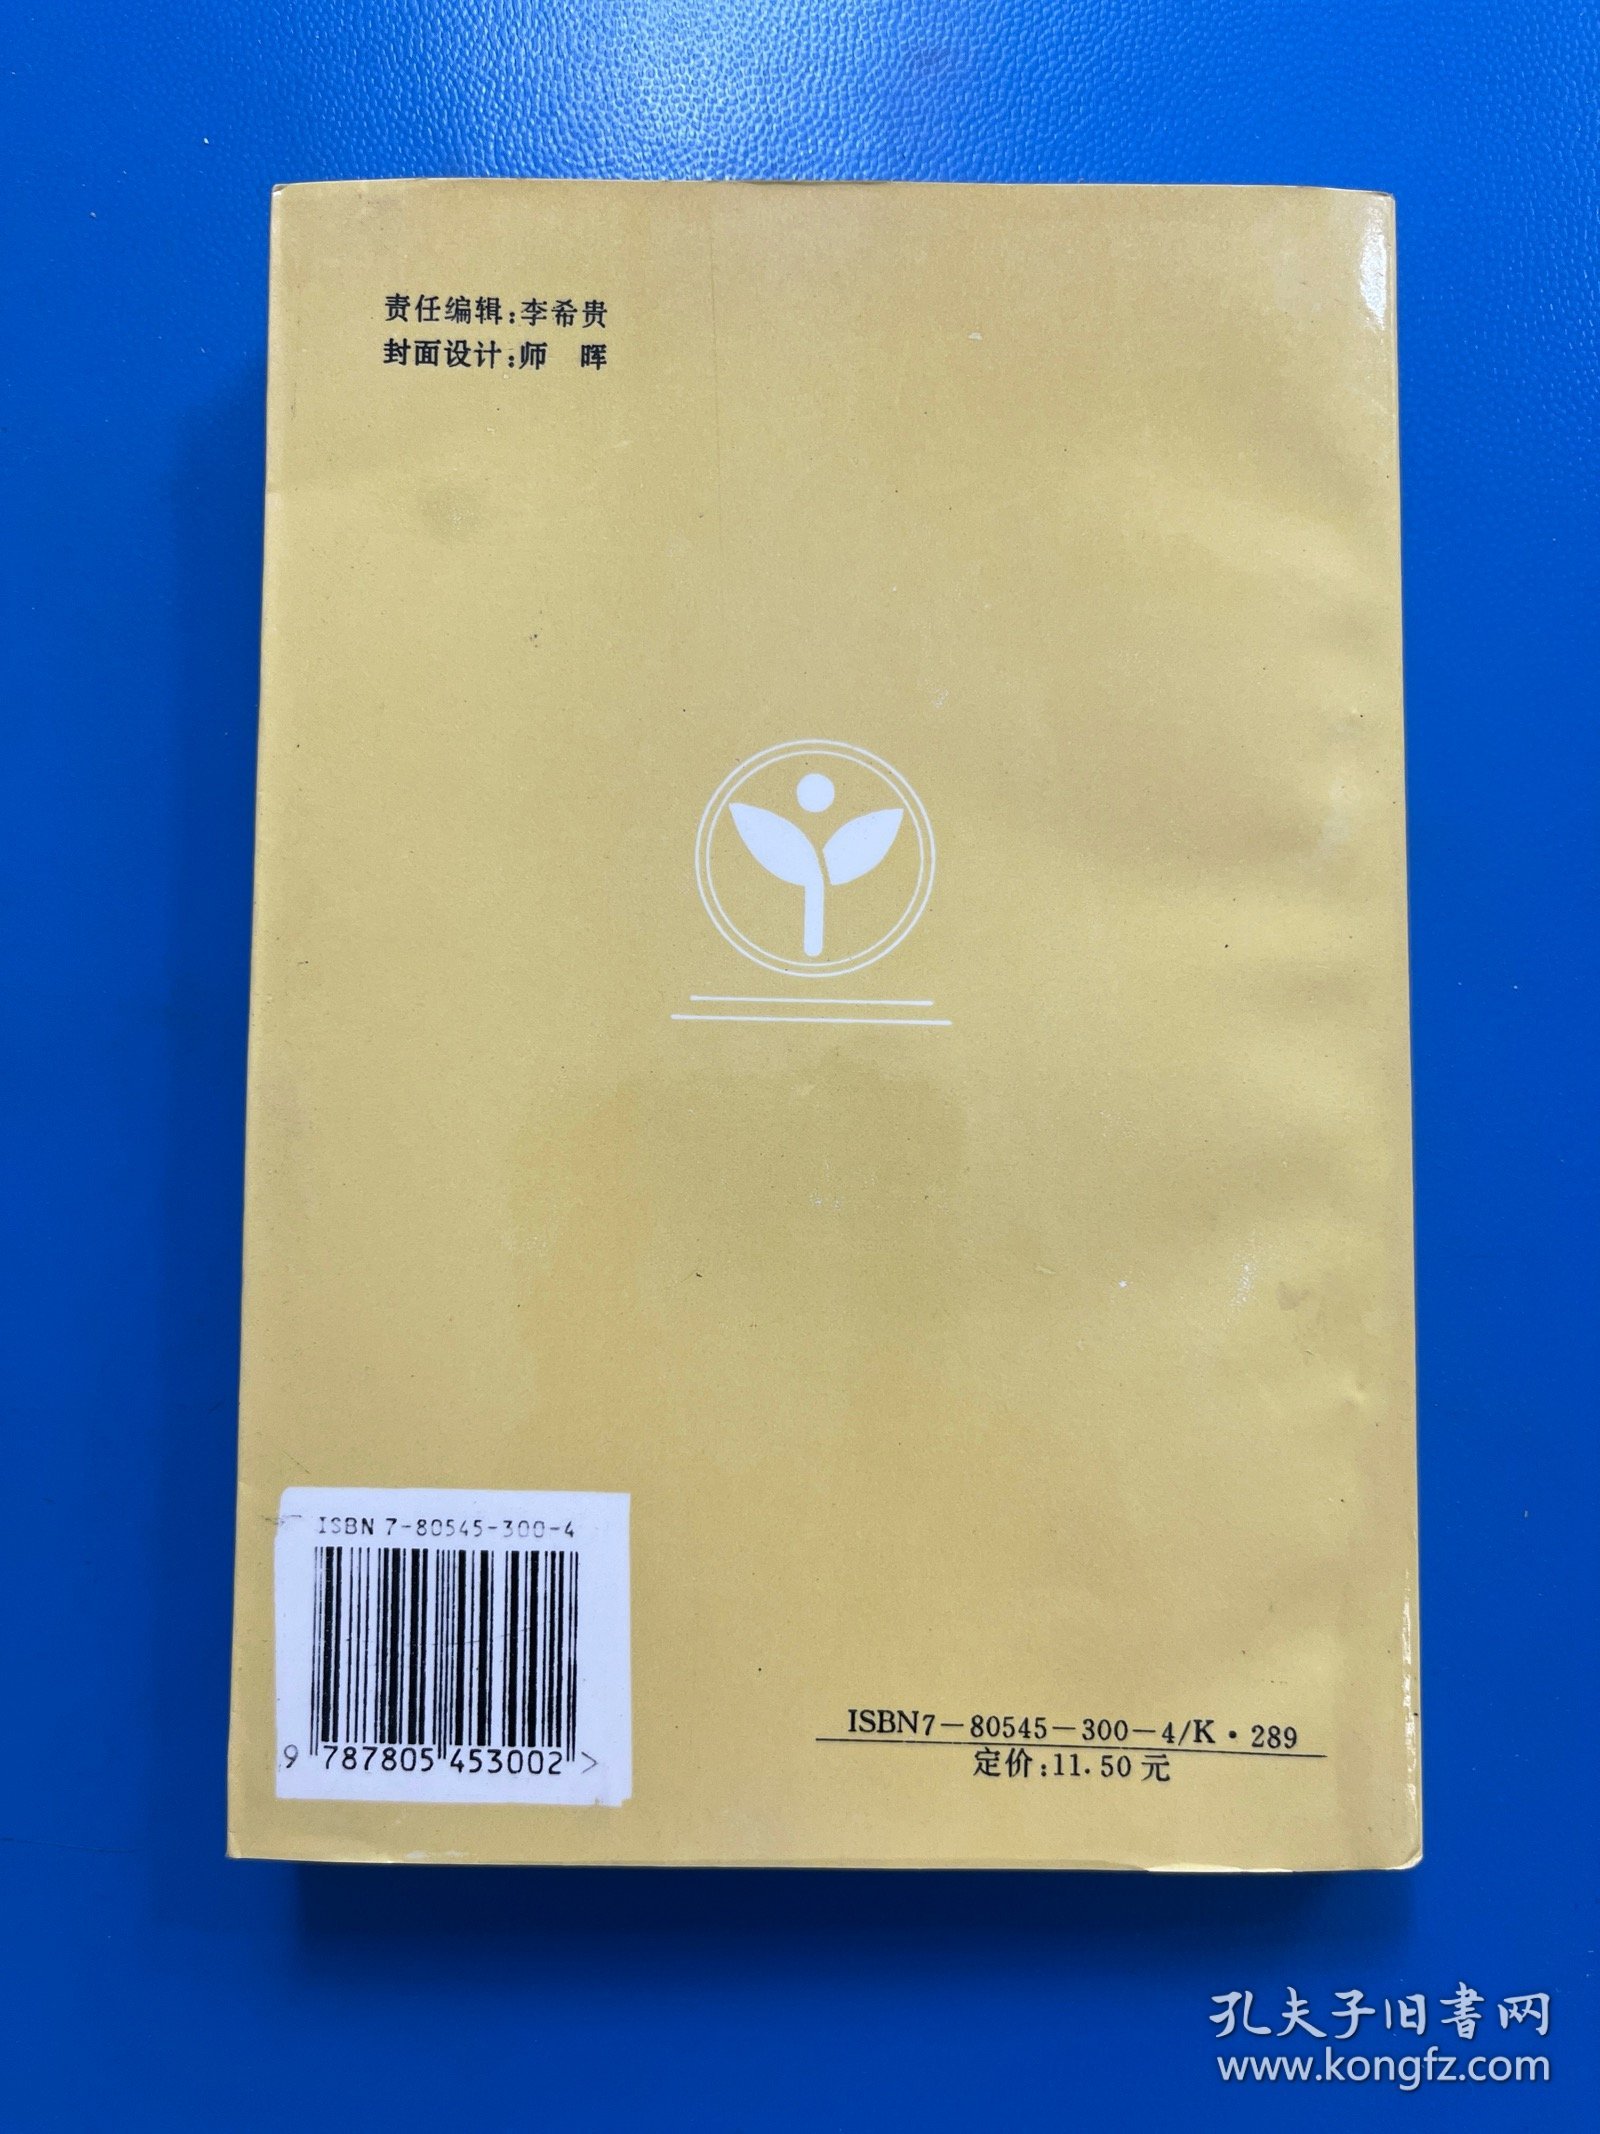 责任编辑:李希贵
封面设计:师　晖
ISBN 7-80545-300-4
9 787805 453002 >
ISBN7—80545—300—4/K·289
定价:11.50元
孔夫子旧书网
www.kongfz.com